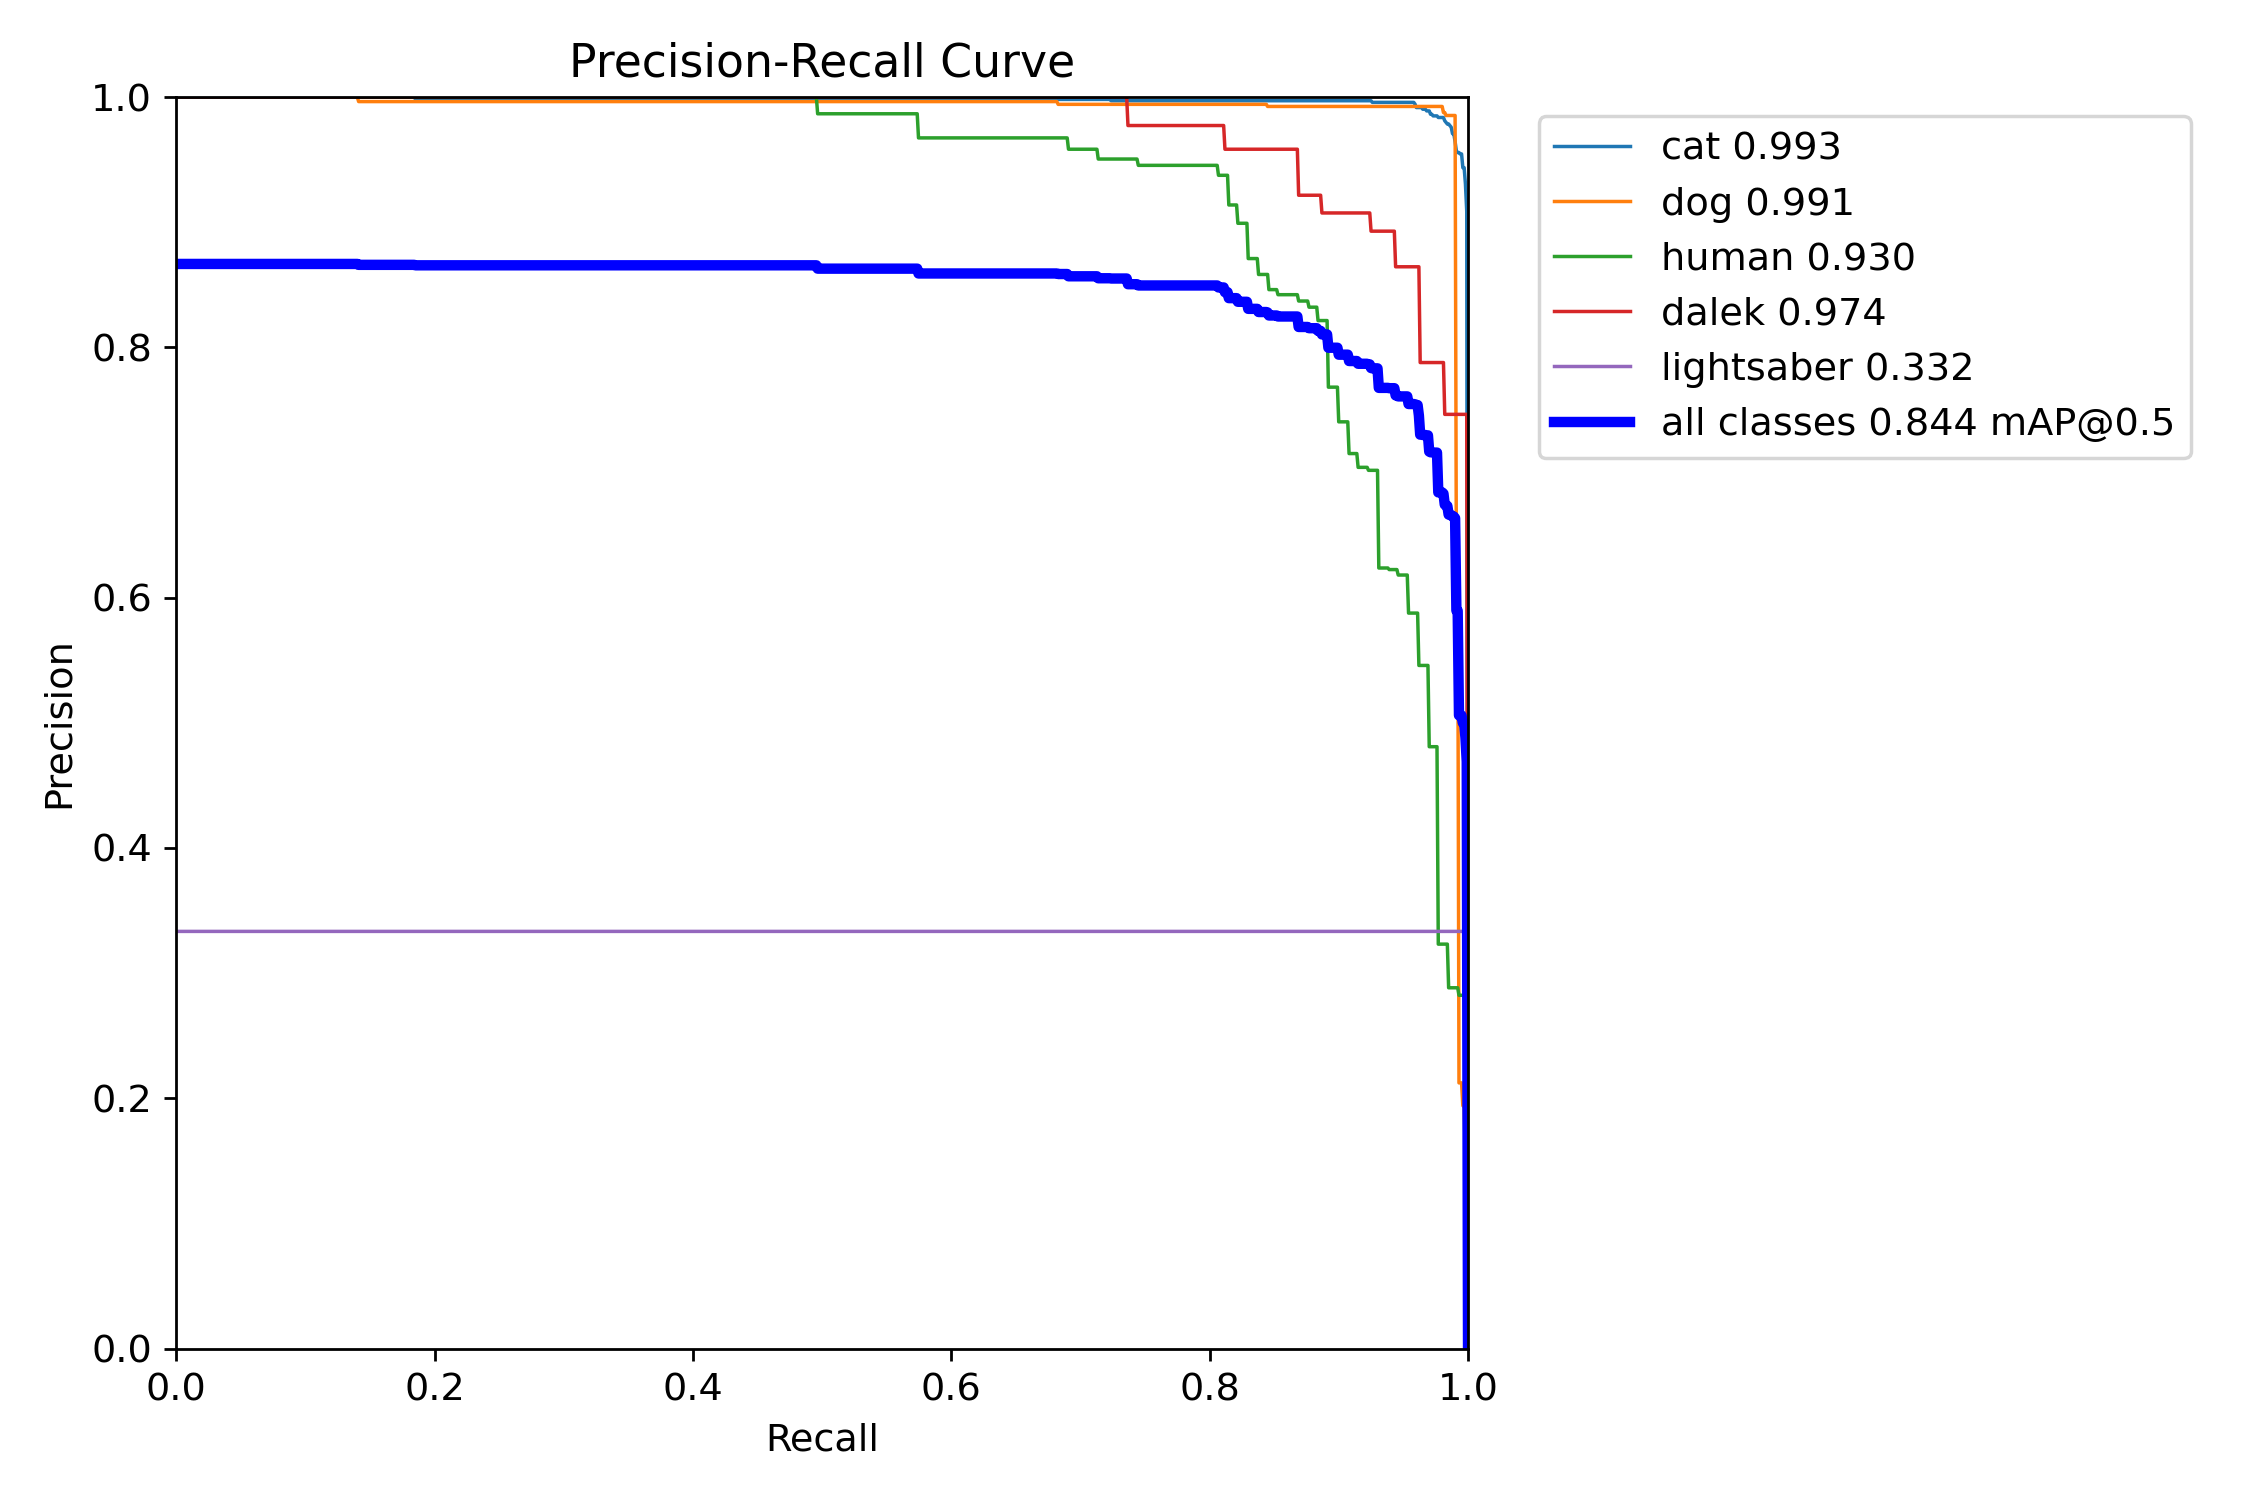 Precision-Recall Curve
1.0
0.8
0.6
0.4
0.2
0.0
Precision
0.0 0.2 0.4 0.6 0.8 1.0
Recall
cat 0.993
dog 0.991
human 0.930
dalek 0.974
lightsaber 0.332
all classes 0.844 mAP@0.5